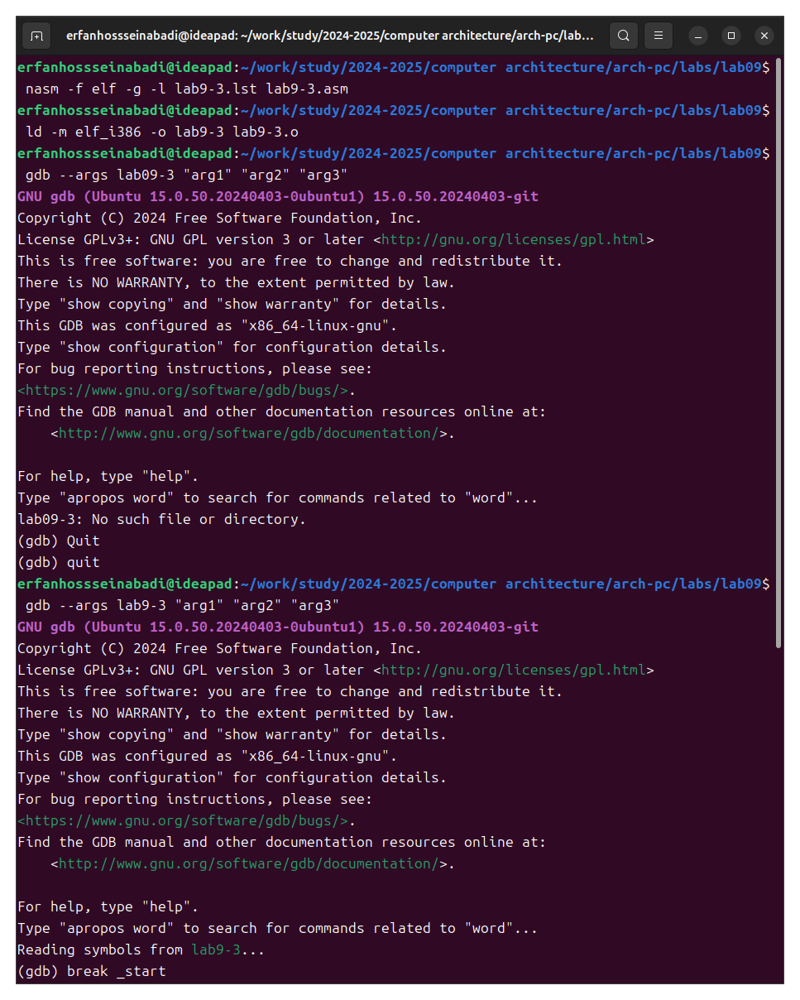 erfanhossseinabadi@ideapad: ~/work/study/2024-2025/computer architecture/arch-pc/lab...
erfanhossseinabadi@ideapad:~/work/study/2024-2025/computer architecture/arch-pc/labs/lab09$
 nasm -f elf -g -l lab9-3.lst lab9-3.asm
erfanhossseinabadi@ideapad:~/work/study/2024-2025/computer architecture/arch-pc/labs/lab09$
 ld -m elf_i386 -o lab9-3 lab9-3.o
erfanhossseinabadi@ideapad:~/work/study/2024-2025/computer architecture/arch-pc/labs/lab09$
 gdb --args lab09-3 "arg1" "arg2" "arg3"
GNU gdb (Ubuntu 15.0.50.20240403-0ubuntu1) 15.0.50.20240403-git
Copyright (C) 2024 Free Software Foundation, Inc.
License GPLv3+: GNU GPL version 3 or later <http://gnu.org/licenses/gpl.html>
This is free software: you are free to change and redistribute it.
There is NO WARRANTY, to the extent permitted by law.
Type "show copying" and "show warranty" for details.
This GDB was configured as "x86_64-linux-gnu".
Type "show configuration" for configuration details.
For bug reporting instructions, please see:
<https://www.gnu.org/software/gdb/bugs/>.
Find the GDB manual and other documentation resources online at:
    <http://www.gnu.org/software/gdb/documentation/>.

For help, type "help".
Type "apropos word" to search for commands related to "word"...
lab09-3: No such file or directory.
(gdb) Quit
(gdb) quit
erfanhossseinabadi@ideapad:~/work/study/2024-2025/computer architecture/arch-pc/labs/lab09$
 gdb --args lab9-3 "arg1" "arg2" "arg3"
GNU gdb (Ubuntu 15.0.50.20240403-0ubuntu1) 15.0.50.20240403-git
Copyright (C) 2024 Free Software Foundation, Inc.
License GPLv3+: GNU GPL version 3 or later <http://gnu.org/licenses/gpl.html>
This is free software: you are free to change and redistribute it.
There is NO WARRANTY, to the extent permitted by law.
Type "show copying" and "show warranty" for details.
This GDB was configured as "x86_64-linux-gnu".
Type "show configuration" for configuration details.
For bug reporting instructions, please see:
<https://www.gnu.org/software/gdb/bugs/>.
Find the GDB manual and other documentation resources online at:
    <http://www.gnu.org/software/gdb/documentation/>.

For help, type "help".
Type "apropos word" to search for commands related to "word"...
Reading symbols from lab9-3...
(gdb) break _start